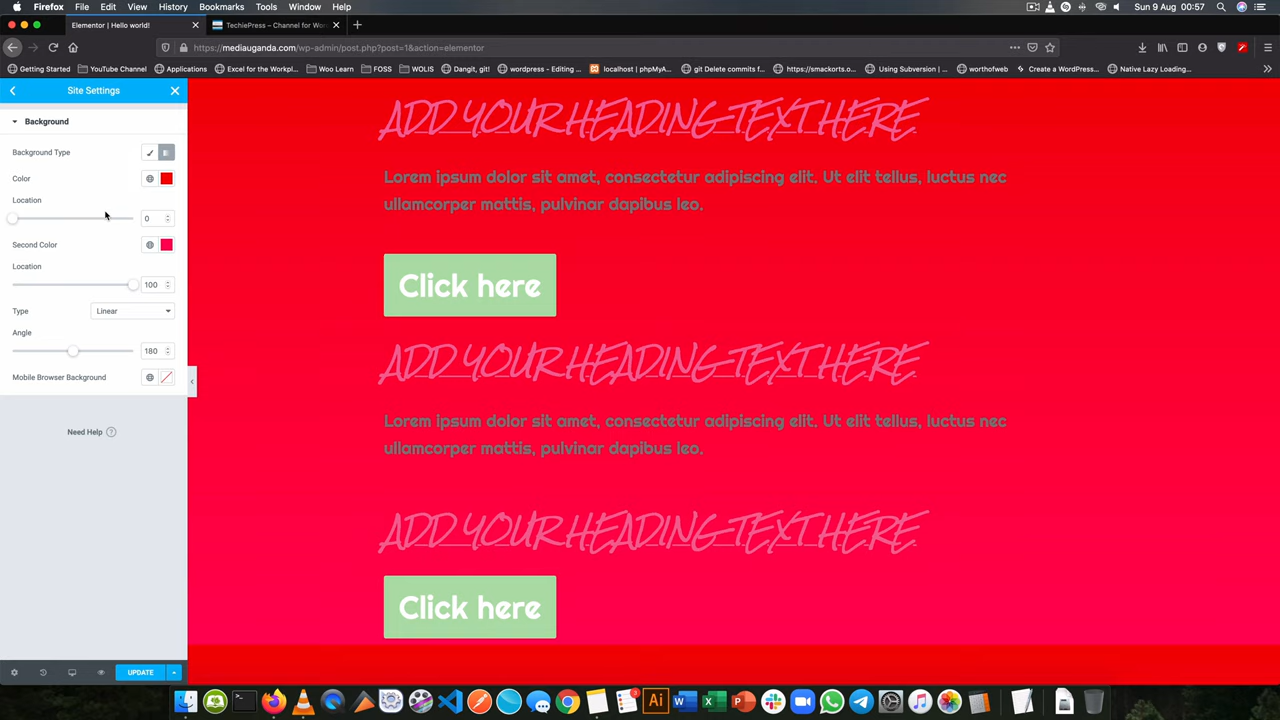 Firefox File Edit View History Bookmarks Tools Window Help
Sun 9 Aug 00:57
Elementor | Hello world!
TechiePress – Channel for Wor
https://mediauganda.com/wp-admin/post.php?post=1&action=elementor
Getting Started YouTube Channel Applications Excel for the Workpl... Woo Learn FOSS WOLIS Dangit, git! wordpress - Editing ... localhost | phpMyA... git Delete commits f... https://smackorts.co... Using Subversion | ... worthofweb Create a WordPress... Native Lazy Loading...
Site Settings
Background
Background Type
Color
Location
0
Second Color
Location
100
Type
Linear
Angle
180
Mobile Browser Background
Need Help ?
UPDATE
ADD YOUR HEADING TEXT HERE
Lorem ipsum dolor sit amet, consectetur adipiscing elit. Ut elit tellus, luctus nec
ullamcorper mattis, pulvinar dapibus leo.
Click here
ADD YOUR HEADING TEXT HERE
Lorem ipsum dolor sit amet, consectetur adipiscing elit. Ut elit tellus, luctus nec
ullamcorper mattis, pulvinar dapibus leo.
ADD YOUR HEADING TEXT HERE
Click here
3
Ai